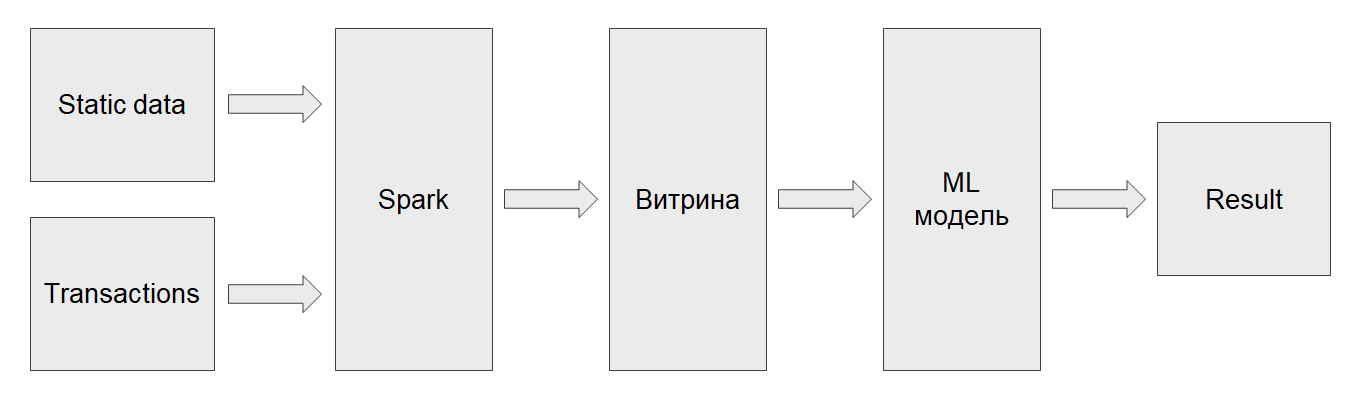 Static data
Transactions
Spark
Витрина
ML
модель
Result